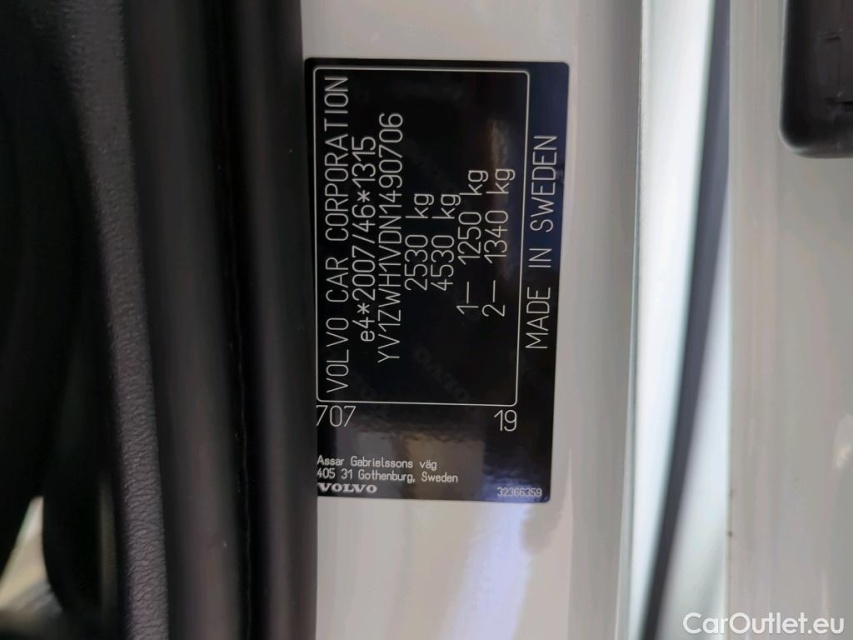 VOLVO CAR CORPORATION
e4*2007/46*1315
YV1ZWH1VDN1490706
2530 kg
4530 kg
1– 1250 kg
2– 1340 kg
MADE IN SWEDEN
707 19
Assar Gabrielssons väg
405 31 Gothenburg, Sweden
VOLVO 32366359
CarOutlet.eu